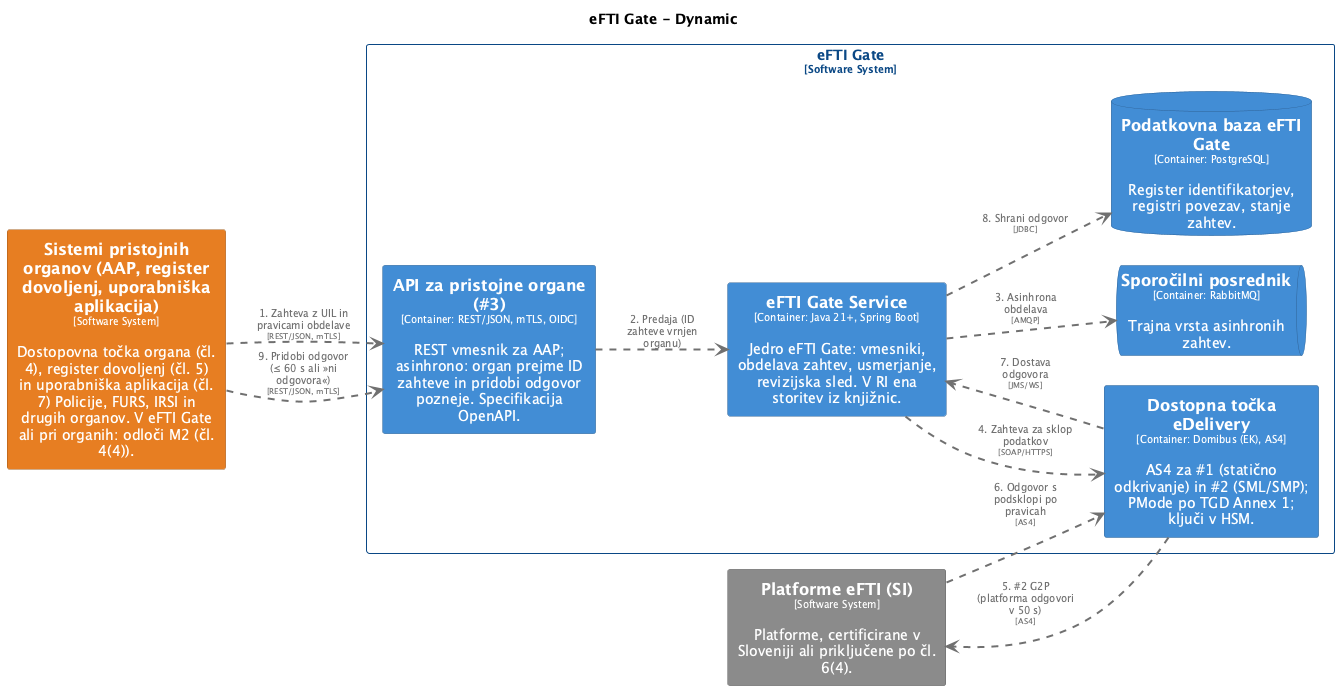 eFTI Gate – Dynamic
eFTI Gate
[Software System]
Sistemi pristojnih
organov (AAP, register
dovoljenj, uporabniška
aplikacija)
[Software System]
Dostopovna točka organa (čl.
4), register dovoljenj (čl. 5)
in uporabniška aplikacija (čl.
7) Policije, FURS, IRSI in
drugih organov. V eFTI Gate
ali pri organih: odloči M2 (čl.
4(4)).
1. Zahteva z UIL in
pravicami obdelave
[REST/JSON, mTLS]
9. Pridobi odgovor
(≤ 60 s ali »ni
odgovora«)
[REST/JSON, mTLS]
API za pristojne organe
(#3)
[Container: REST/JSON, mTLS, OIDC]
REST vmesnik za AAP;
asinhrono: organ prejme ID
zahteve in pridobi odgovor
pozneje. Specifikacija
OpenAPI.
2. Predaja (ID
zahteve vrnjen
organu)
eFTI Gate Service
[Container: Java 21+, Spring Boot]
Jedro eFTI Gate: vmesniki,
obdelava zahtev, usmerjanje,
revizijska sled. V RI ena
storitev iz knjižnic.
8. Shrani odgovor
[JDBC]
3. Asinhrona
obdelava
[AMQP]
7. Dostava
odgovora
[JMS/WS]
4. Zahteva za sklop
podatkov
[SOAP/HTTPS]
6. Odgovor s
podsklopi po
pravicah
[AS4]
5. #2 G2P
(platforma odgovori
v 50 s)
[AS4]
Podatkovna baza eFTI
Gate
[Container: PostgreSQL]
Register identifikatorjev,
registri povezav, stanje
zahtev.
Sporočilni posrednik
[Container: RabbitMQ]
Trajna vrsta asinhronih
zahtev.
Dostopna točka
eDelivery
[Container: Domibus (EK), AS4]
AS4 za #1 (statično
odkrivanje) in #2 (SML/SMP);
PMode po TGD Annex 1;
ključi v HSM.
Platforme eFTI (SI)
[Software System]
Platforme, certificirane v
Sloveniji ali priključene po čl.
6(4).